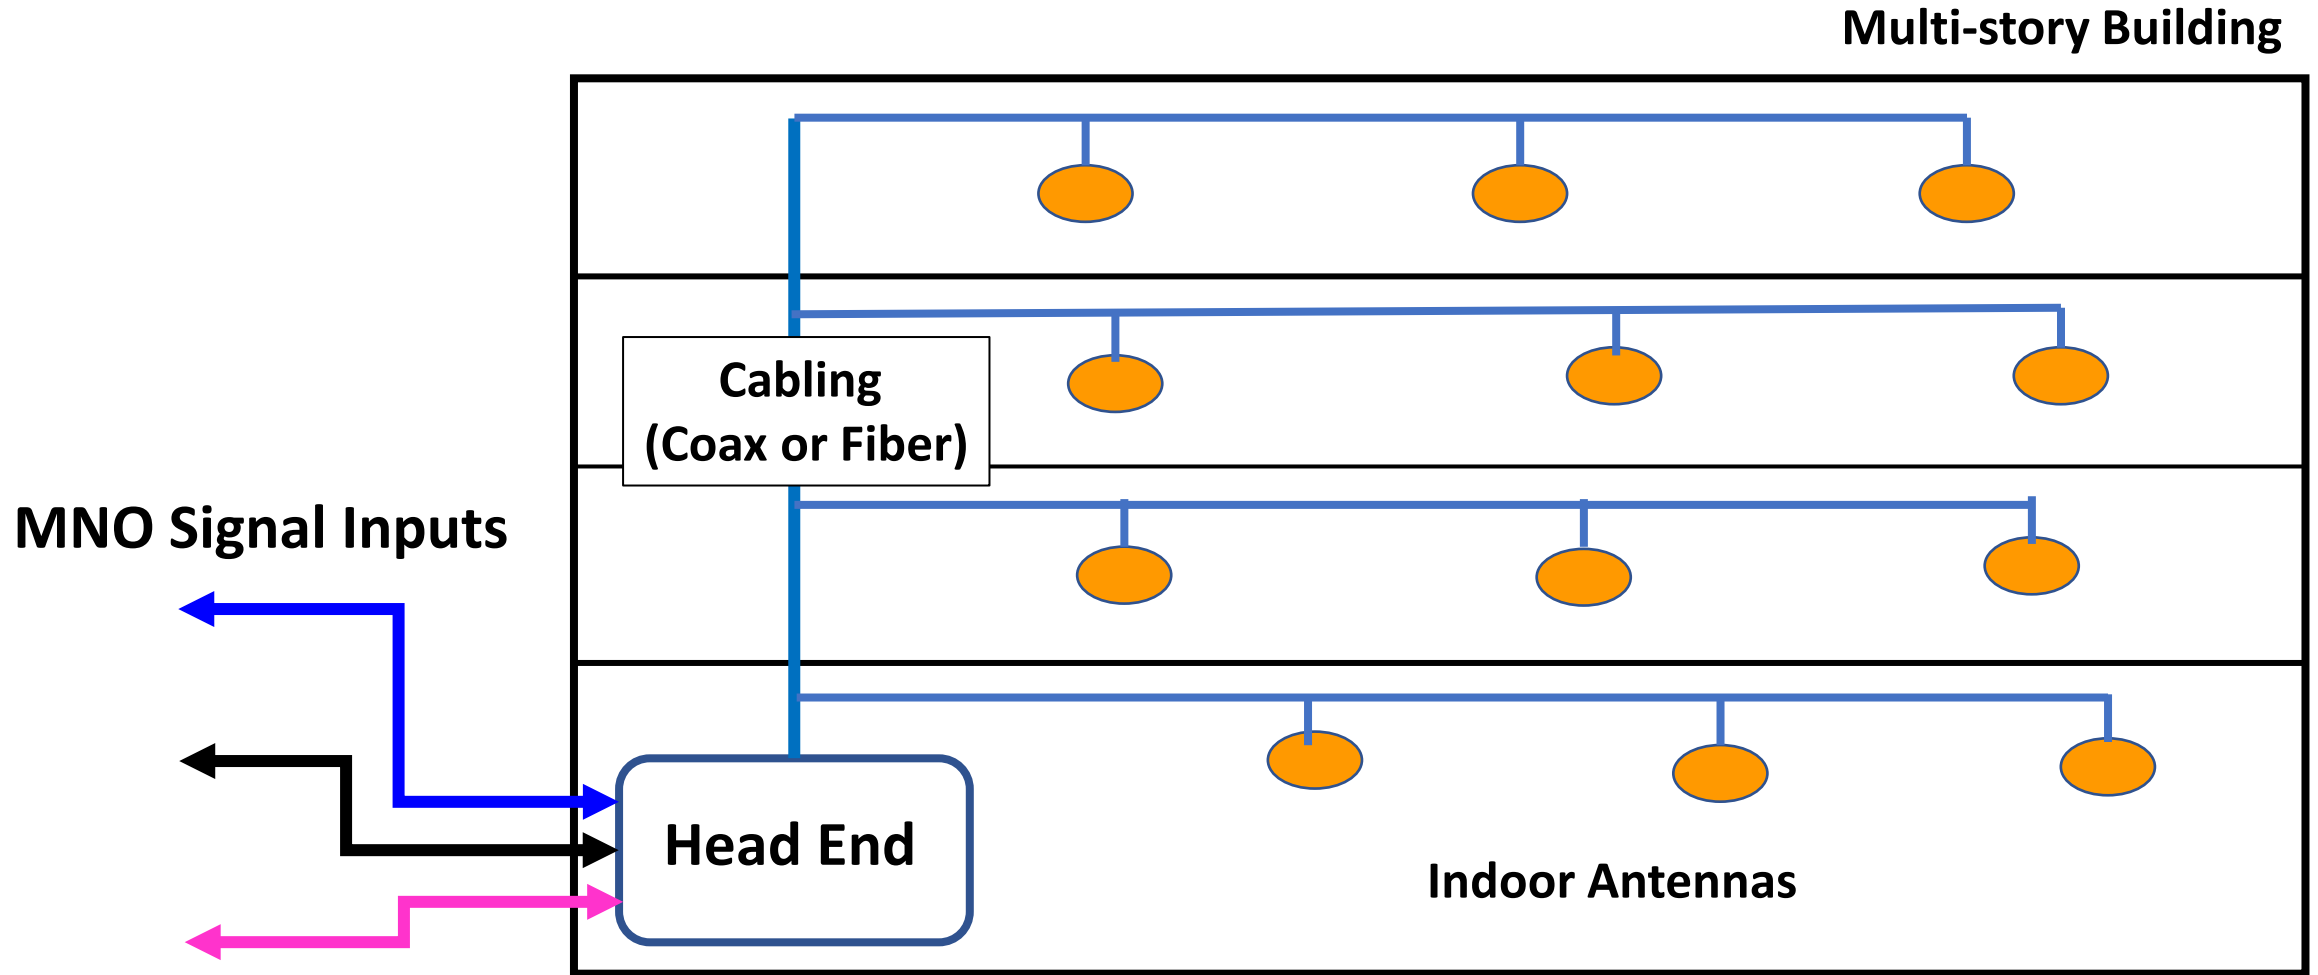 Multi-story Building
Cabling
(Coax or Fiber)
MNO Signal Inputs
Head End
Indoor Antennas